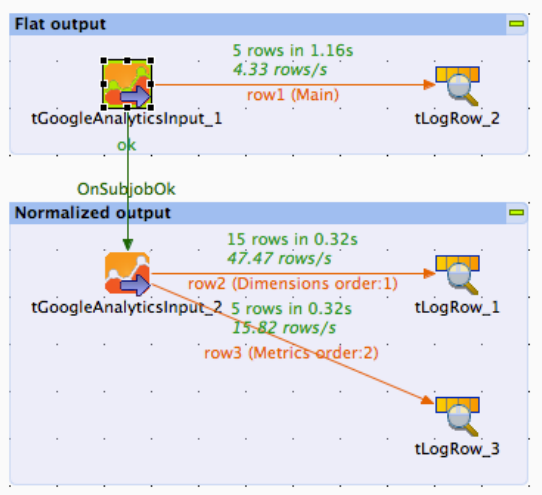 Flat output
5 rows in 1.16s
4.33 rows/s
row1 (Main)
tGoogleAnalyticsInput_1
tLogRow_2
ok
OnSubjobOk
Normalized output
15 rows in 0.32s
47.47 rows/s
row2 (Dimensions order:1)
tGoogleAnalyticsInput_2
tLogRow_1
5 rows in 0.32s
15.82 rows/s
row3 (Metrics order:2)
tLogRow_3